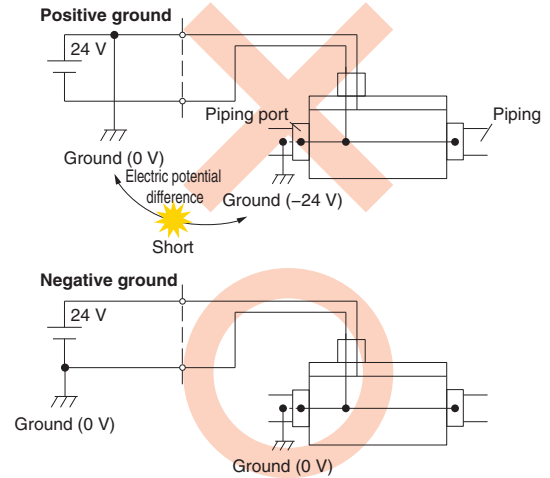 Positive ground
24 V
Piping port
Piping
Ground (0 V)
Electric potential
difference
Ground (−24 V)
Short
Negative ground
24 V
Ground (0 V)
Ground (0 V)